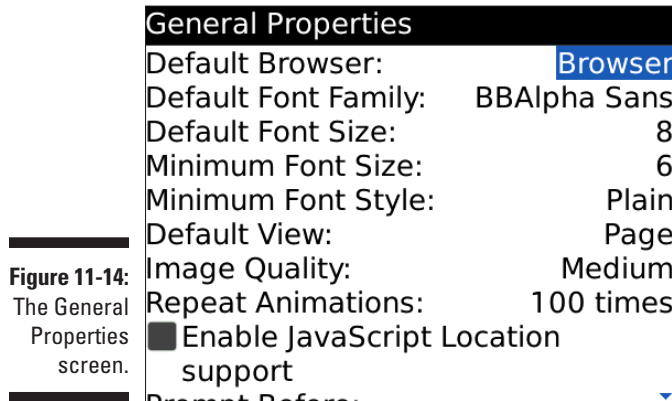 General Properties
Default Browser: Browser
Default Font Family: BBAlpha Sans
Default Font Size: 8
Minimum Font Size: 6
Minimum Font Style: Plain
Default View: Page
Image Quality: Medium
Repeat Animations: 100 times
Enable JavaScript Location
support
Prompt Before:
Figure 11-14:
The General
Properties
screen.